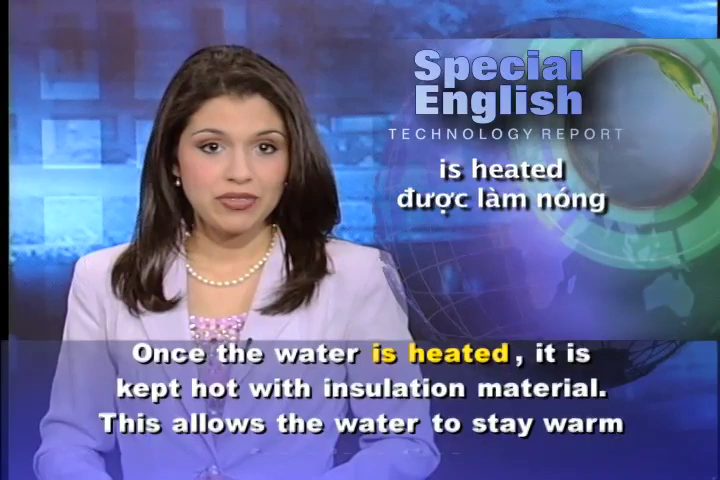 Special
English
TECHNOLOGY REPORT
is heated
được làm nóng
Once the water is heated, it is
kept hot with insulation material.
This allows the water to stay warm